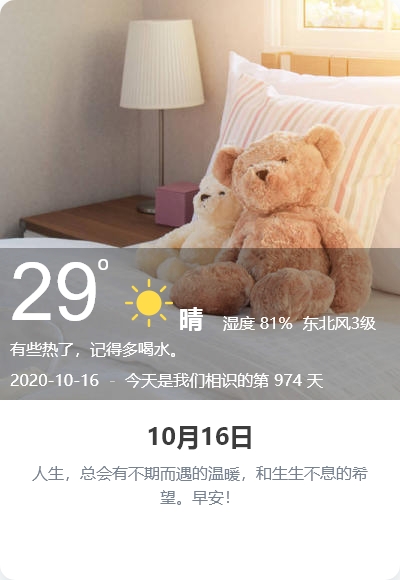 29°
晴 湿度 81% 东北风3级
有些热了，记得多喝水。
2020-10-16 - 今天是我们相识的第 974 天
10月16日
人生，总会有不期而遇的温暖，和生生不息的希
望。早安！